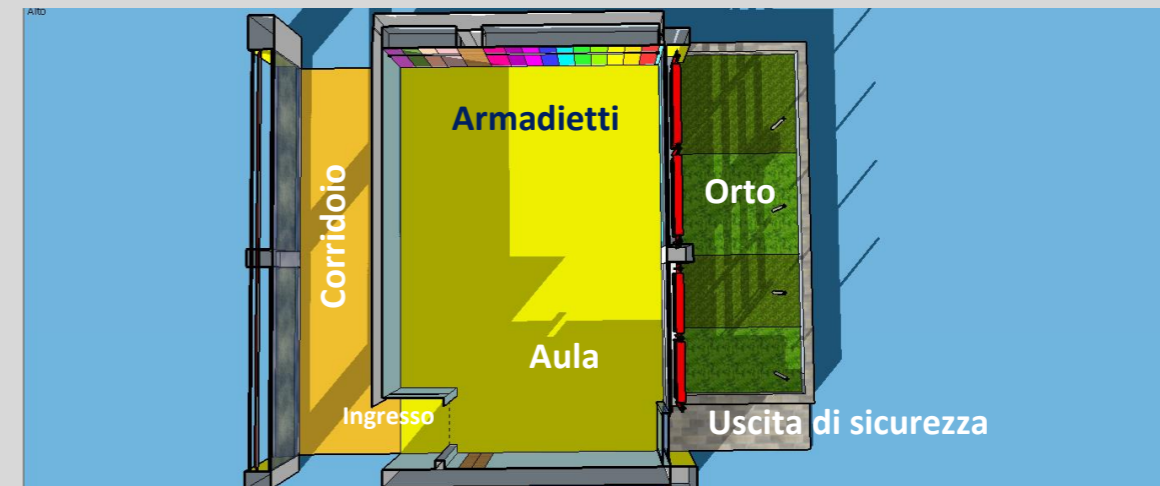 Alto
Armadietti
Corridoio
Orto
Aula
Ingresso
Uscita di sicurezza